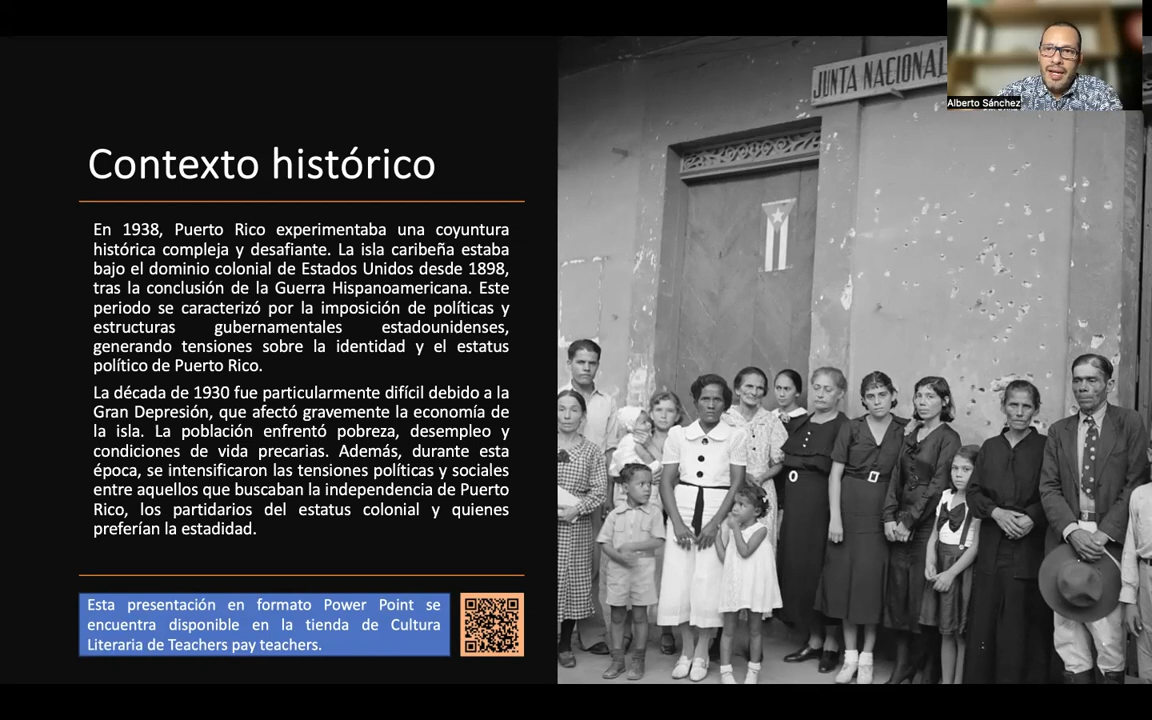 Contexto histórico
En 1938, Puerto Rico experimentaba una coyuntura
histórica compleja y desafiante. La isla caribeña estaba
bajo el dominio colonial de Estados Unidos desde 1898,
tras la conclusión de la Guerra Hispanoamericana. Este
periodo se caracterizó por la imposición de políticas y
estructuras gubernamentales estadounidenses,
generando tensiones sobre la identidad y el estatus
político de Puerto Rico.
La década de 1930 fue particularmente difícil debido a la
Gran Depresión, que afectó gravemente la economía de
la isla. La población enfrentó pobreza, desempleo y
condiciones de vida precarias. Además, durante esta
época, se intensificaron las tensiones políticas y sociales
entre aquellos que buscaban la independencia de Puerto
Rico, los partidarios del estatus colonial y quienes
preferían la estadidad.
Esta presentación en formato Power Point se
encuentra disponible en la tienda de Cultura
Literaria de Teachers pay teachers.
JUNTA NACIONAL
Alberto Sánchez